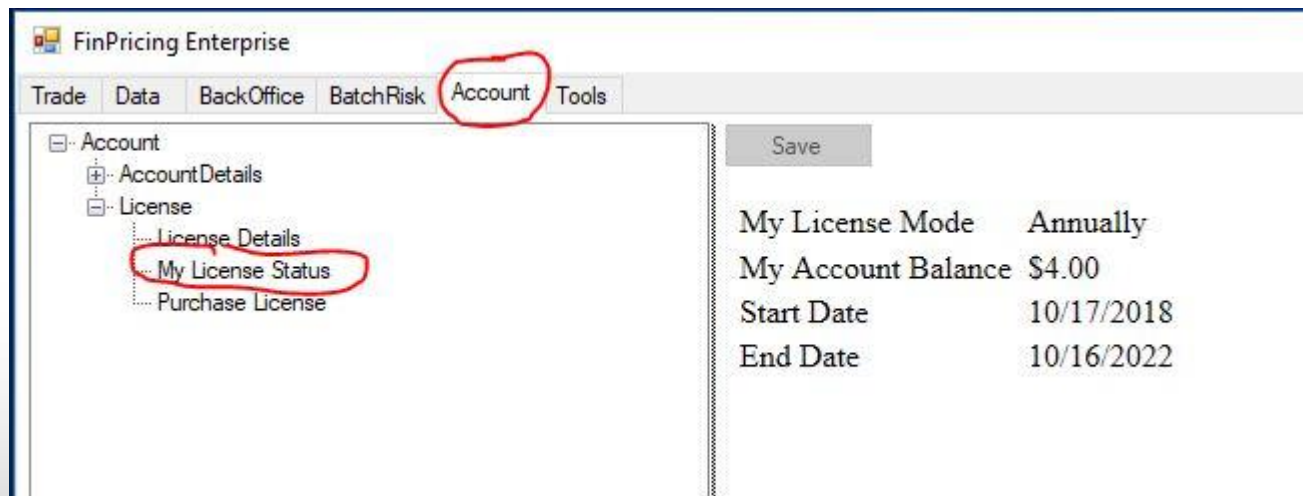 FinPricing Enterprise
Trade Data BackOffice BatchRisk Account Tools
Account
AccountDetails
License
License Details
My License Status
Purchase License
Save
My License Mode Annually
My Account Balance $4.00
Start Date 10/17/2018
End Date 10/16/2022